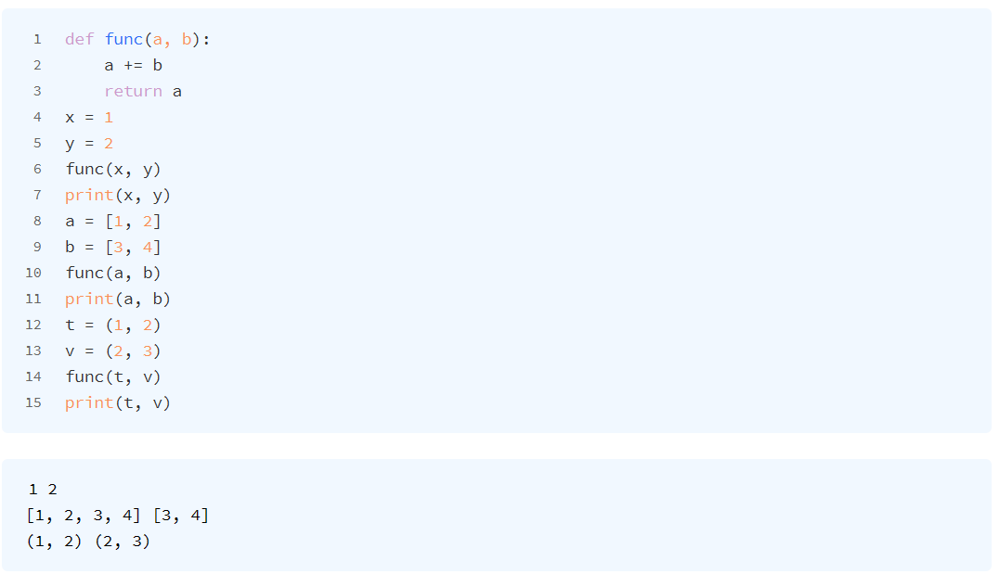 1 def func(a, b):
2     a += b
3     return a
4 x = 1
5 y = 2
6 func(x, y)
7 print(x, y)
8 a = [1, 2]
9 b = [3, 4]
10 func(a, b)
11 print(a, b)
12 t = (1, 2)
13 v = (2, 3)
14 func(t, v)
15 print(t, v)
1 2
[1, 2, 3, 4] [3, 4]
(1, 2) (2, 3)